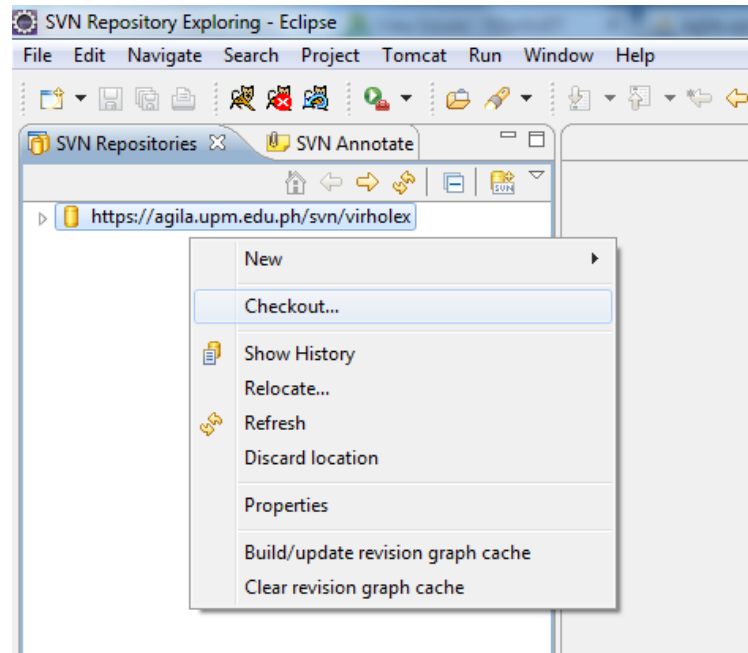 SVN Repository Exploring - Eclipse
File Edit Navigate Search Project Tomcat Run Window Help
SVN Repositories SVN Annotate
SVN
https://agila.upm.edu.ph/svn/virholex
New
Checkout...
Show History
Relocate...
Refresh
Discard location
Properties
Build/update revision graph cache
Clear revision graph cache